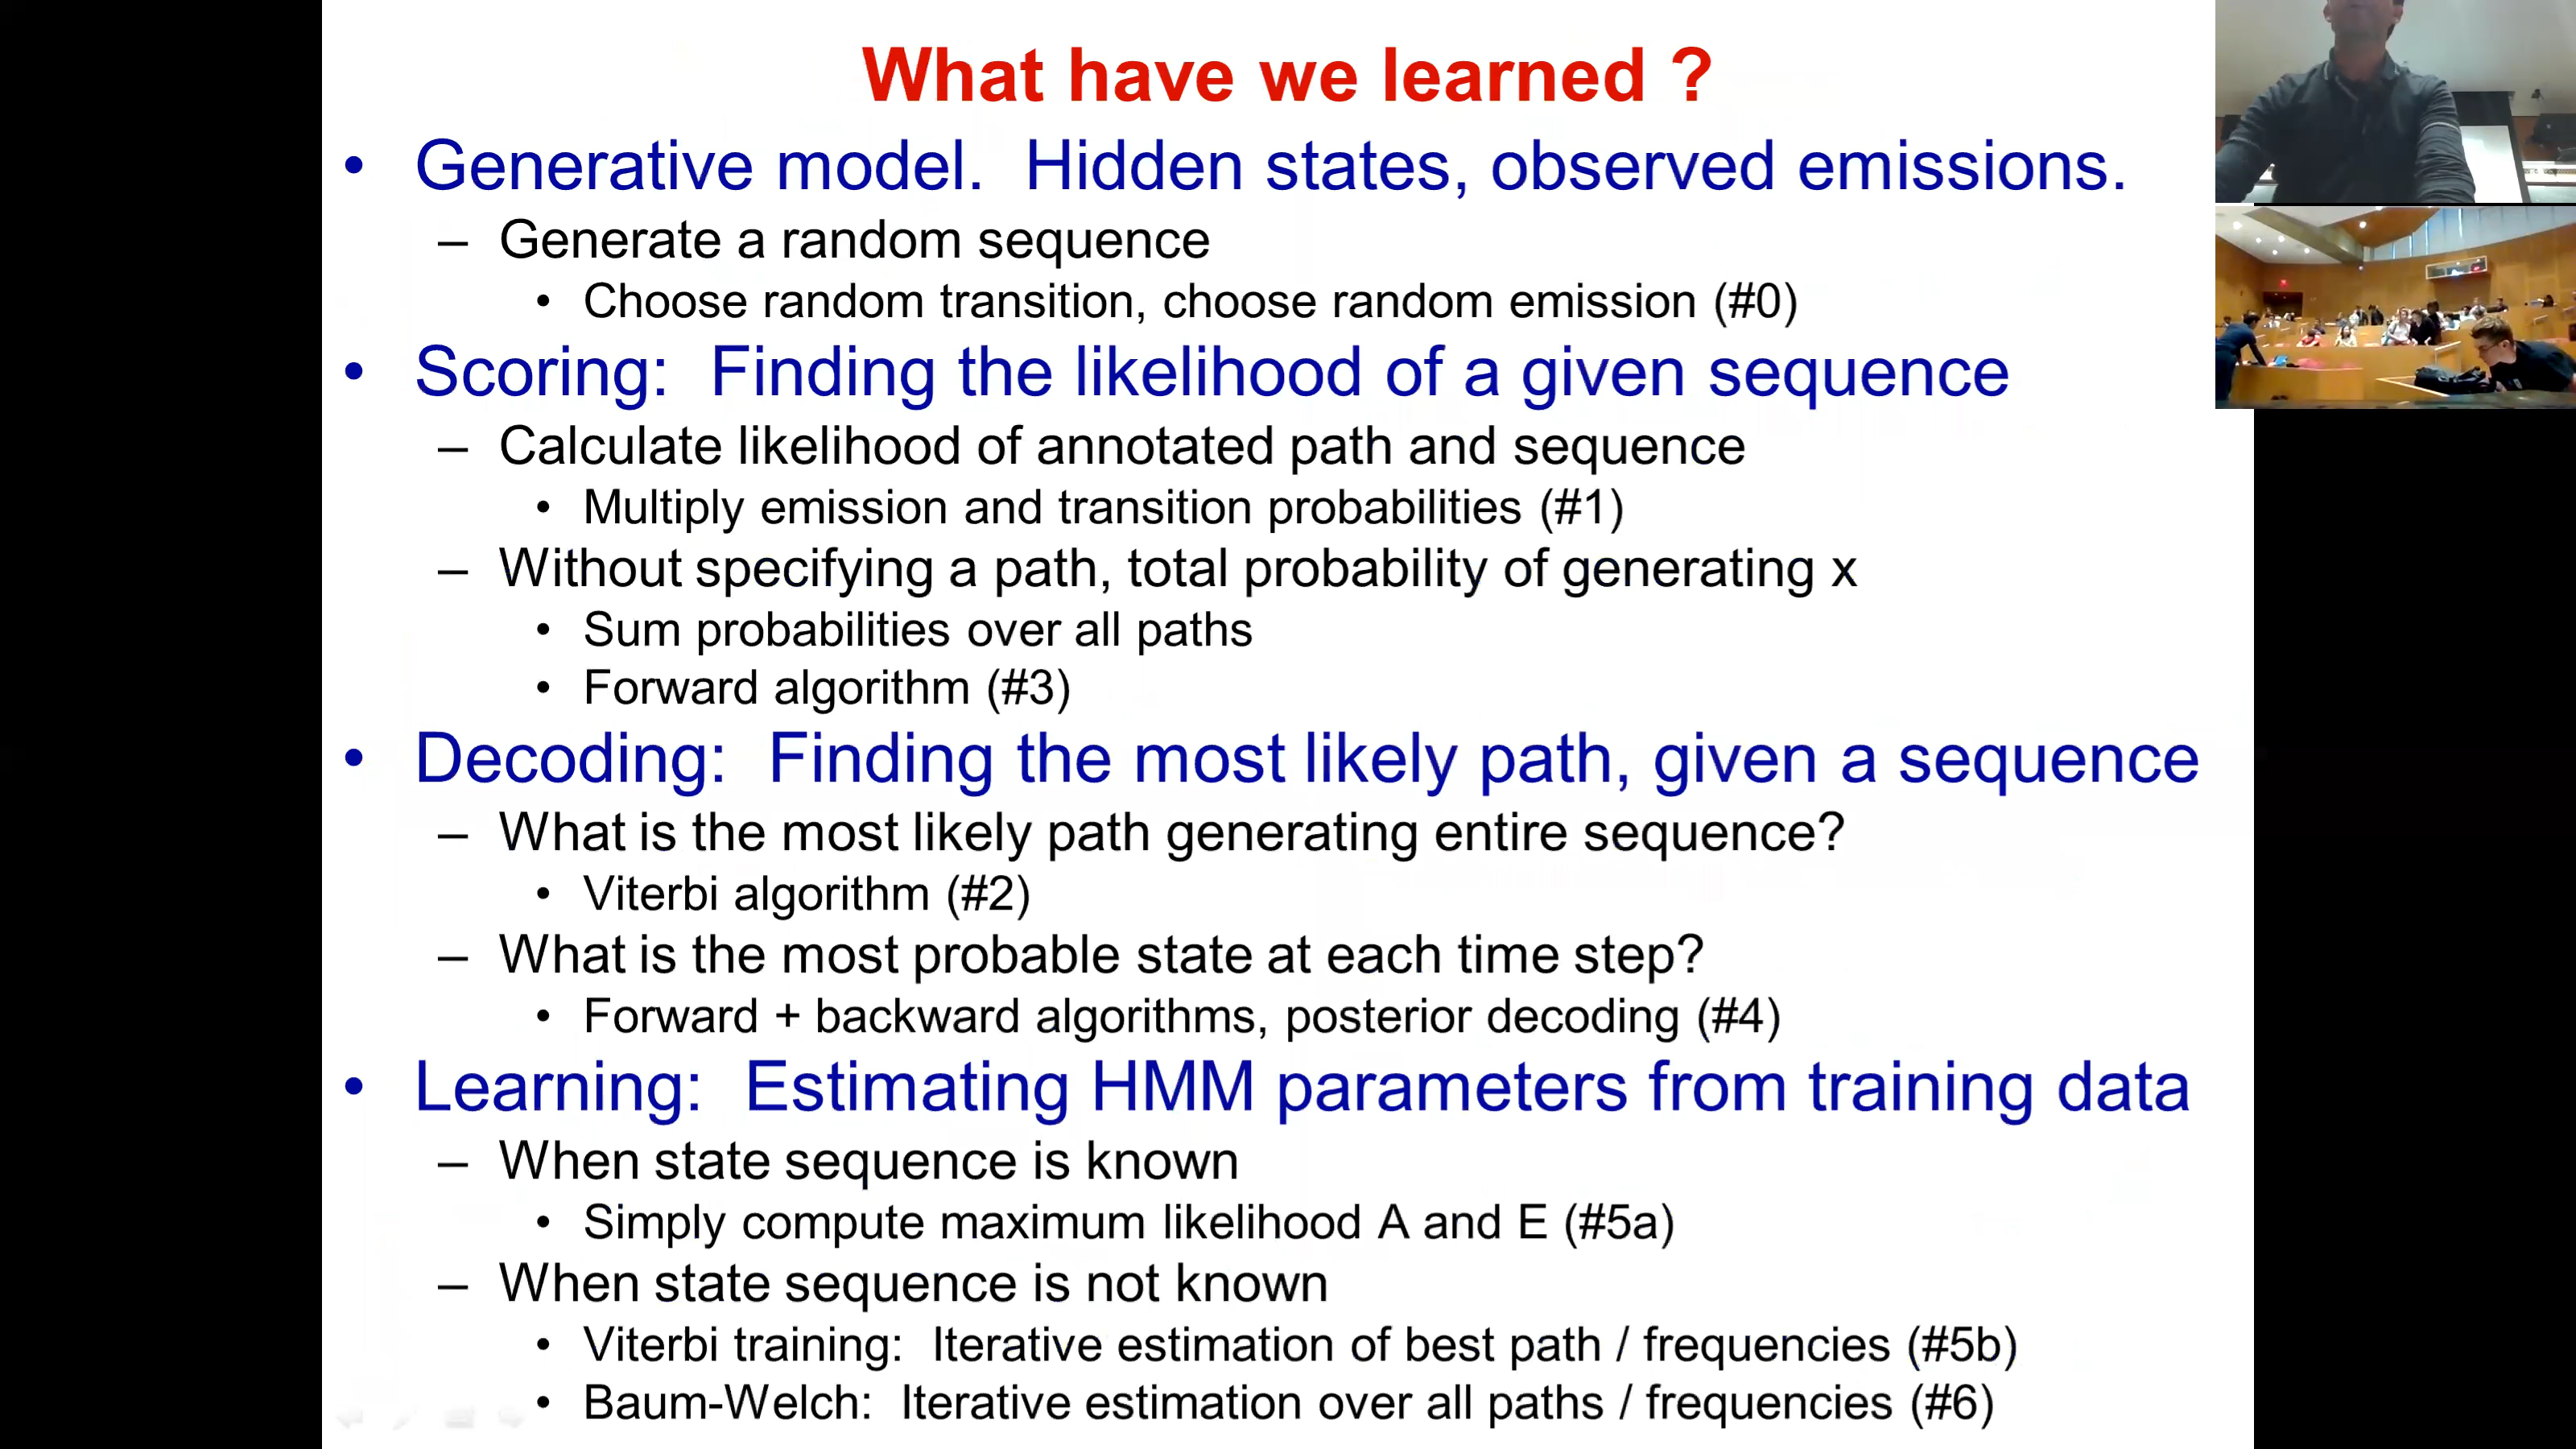 What have we learned ?
• Generative model. Hidden states, observed emissions.
– Generate a random sequence
• Choose random transition, choose random emission (#0)
• Scoring: Finding the likelihood of a given sequence
– Calculate likelihood of annotated path and sequence
• Multiply emission and transition probabilities (#1)
– Without specifying a path, total probability of generating x
• Sum probabilities over all paths
• Forward algorithm (#3)
• Decoding: Finding the most likely path, given a sequence
– What is the most likely path generating entire sequence?
• Viterbi algorithm (#2)
– What is the most probable state at each time step?
• Forward + backward algorithms, posterior decoding (#4)
• Learning: Estimating HMM parameters from training data
– When state sequence is known
• Simply compute maximum likelihood A and E (#5a)
– When state sequence is not known
• Viterbi training: Iterative estimation of best path / frequencies (#5b)
• Baum-Welch: Iterative estimation over all paths / frequencies (#6)